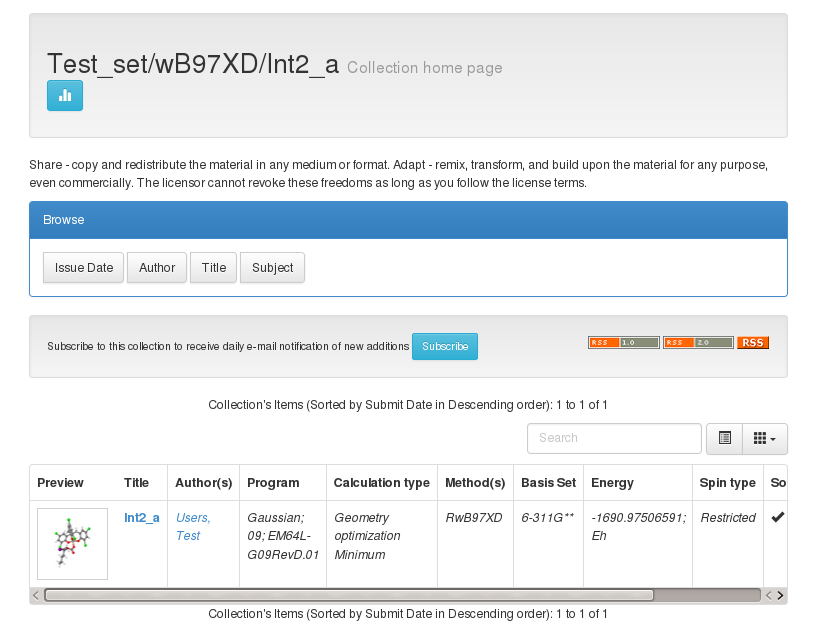 Test_set/wB97XD/Int2_a Collection home page
Share - copy and redistribute the material in any medium or format. Adapt - remix, transform, and build upon the material for any purpose,
even commercially. The licensor cannot revoke these freedoms as long as you follow the license terms.
Browse
Issue Date Author Title Subject
Subscribe to this collection to receive daily e-mail notification of new additions Subscribe RSS 1.0 RSS 2.0 RSS
Collection's Items (Sorted by Submit Date in Descending order): 1 to 1 of 1
Search
Preview Title Author(s) Program Calculation type Method(s) Basis Set Energy Spin type So
Int2_a Users, Gaussian; Geometry RwB97XD 6-311G** -1690.97506591; Restricted
Test 09; EM64L- optimization Eh
G09RevD.01 Minimum
Collection's Items (Sorted by Submit Date in Descending order): 1 to 1 of 1